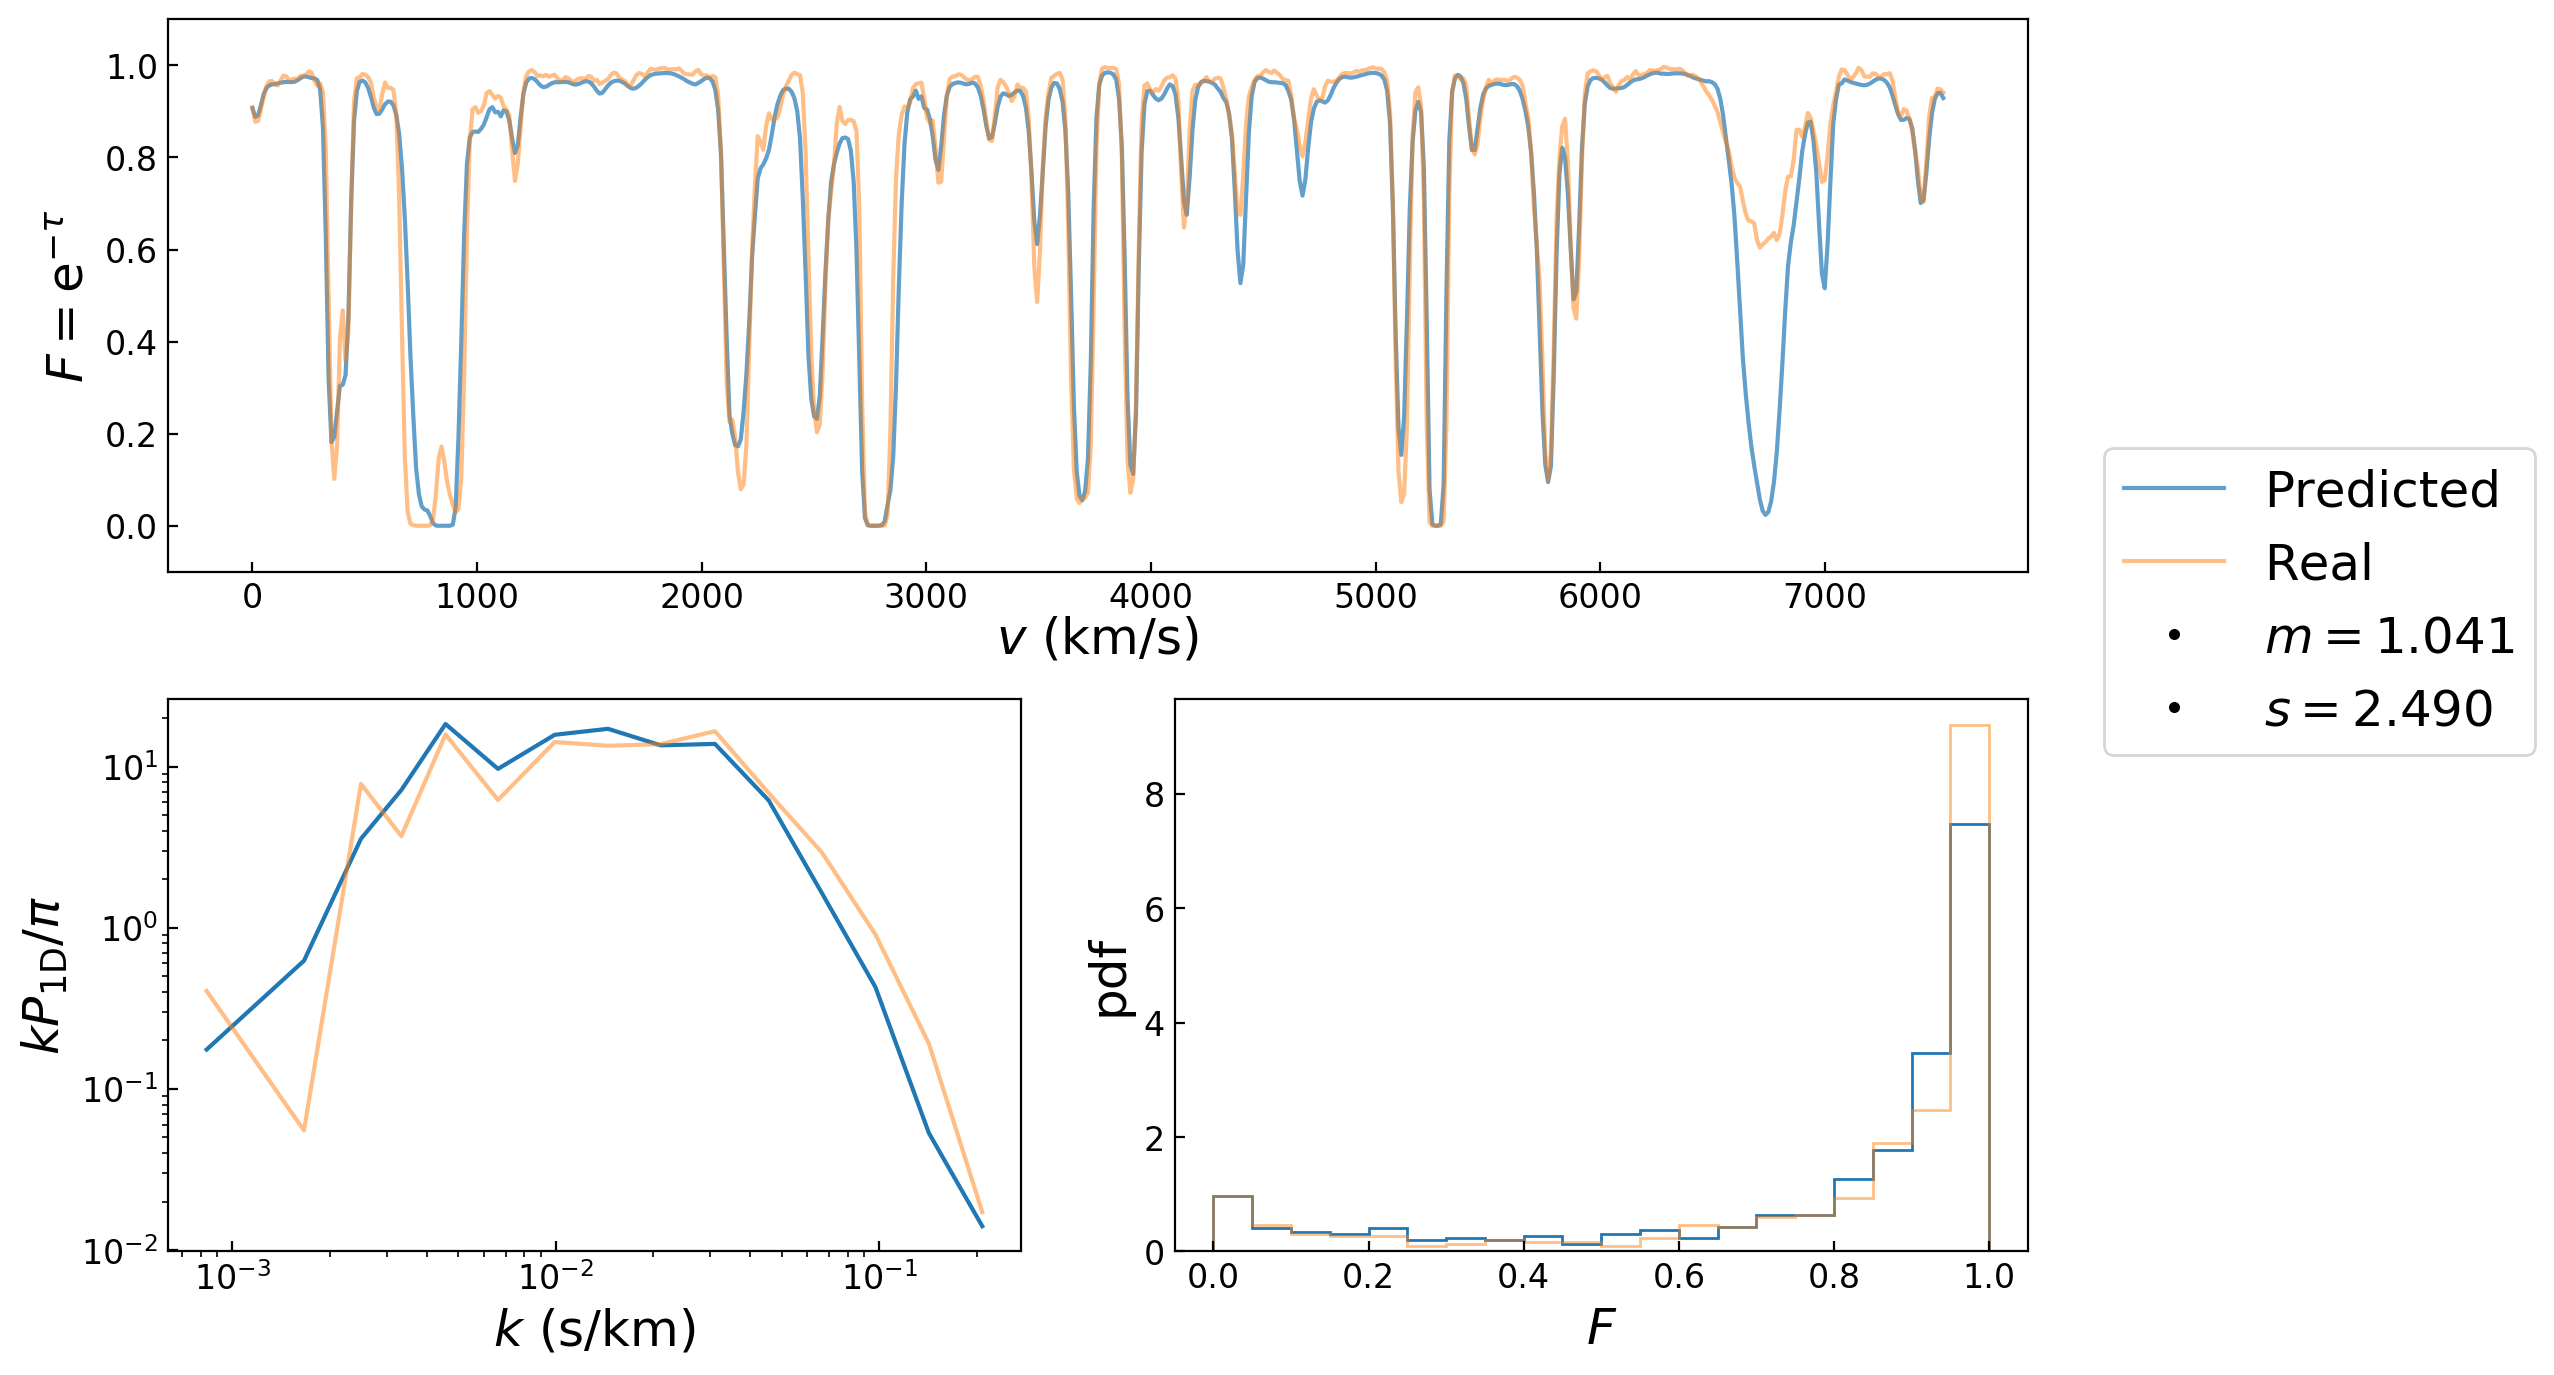 1.0
0.8
0.6
0.4
0.2
0.0
F = e^{−τ}
0 1000 2000 3000 4000 5000 6000 7000
v (km/s)
Predicted
Real
m = 1.041
s = 2.490
10^1
10^0
10^{−1}
10^{−2}
kP_{1D}/π
10^{−3} 10^{−2} 10^{−1}
k (s/km)
8
6
4
2
0
pdf
0.0 0.2 0.4 0.6 0.8 1.0
F